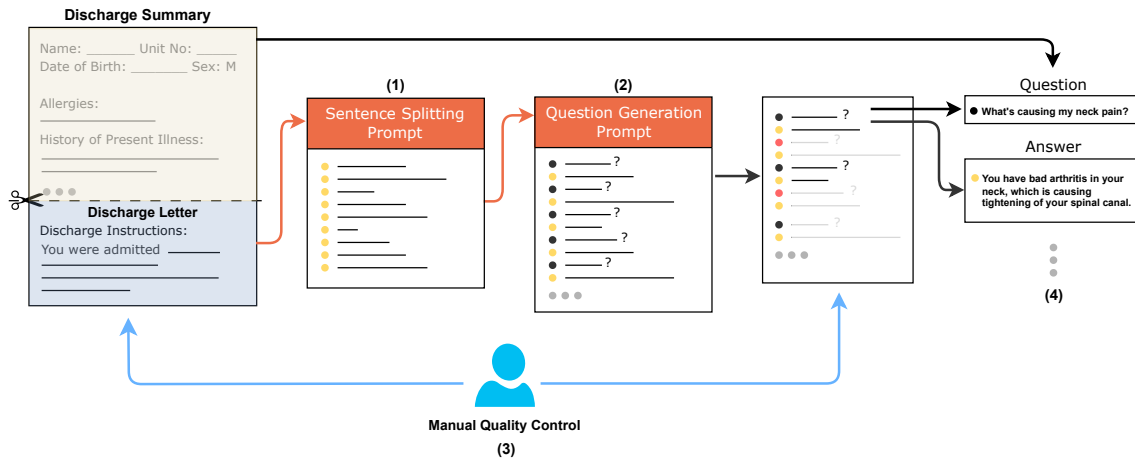 Discharge Summary
Name: ______ Unit No: _____
Date of Birth: ________ Sex: M
Allergies:
History of Present Illness:
Discharge Letter
Discharge Instructions:
You were admitted
(1)
Sentence Splitting
Prompt
(2)
Question Generation
Prompt
?
?
?
?
?
?
?
?
?
?
Question
What's causing my neck pain?
Answer
You have bad arthritis in your
neck, which is causing
tightening of your spinal canal.
(4)
Manual Quality Control
(3)